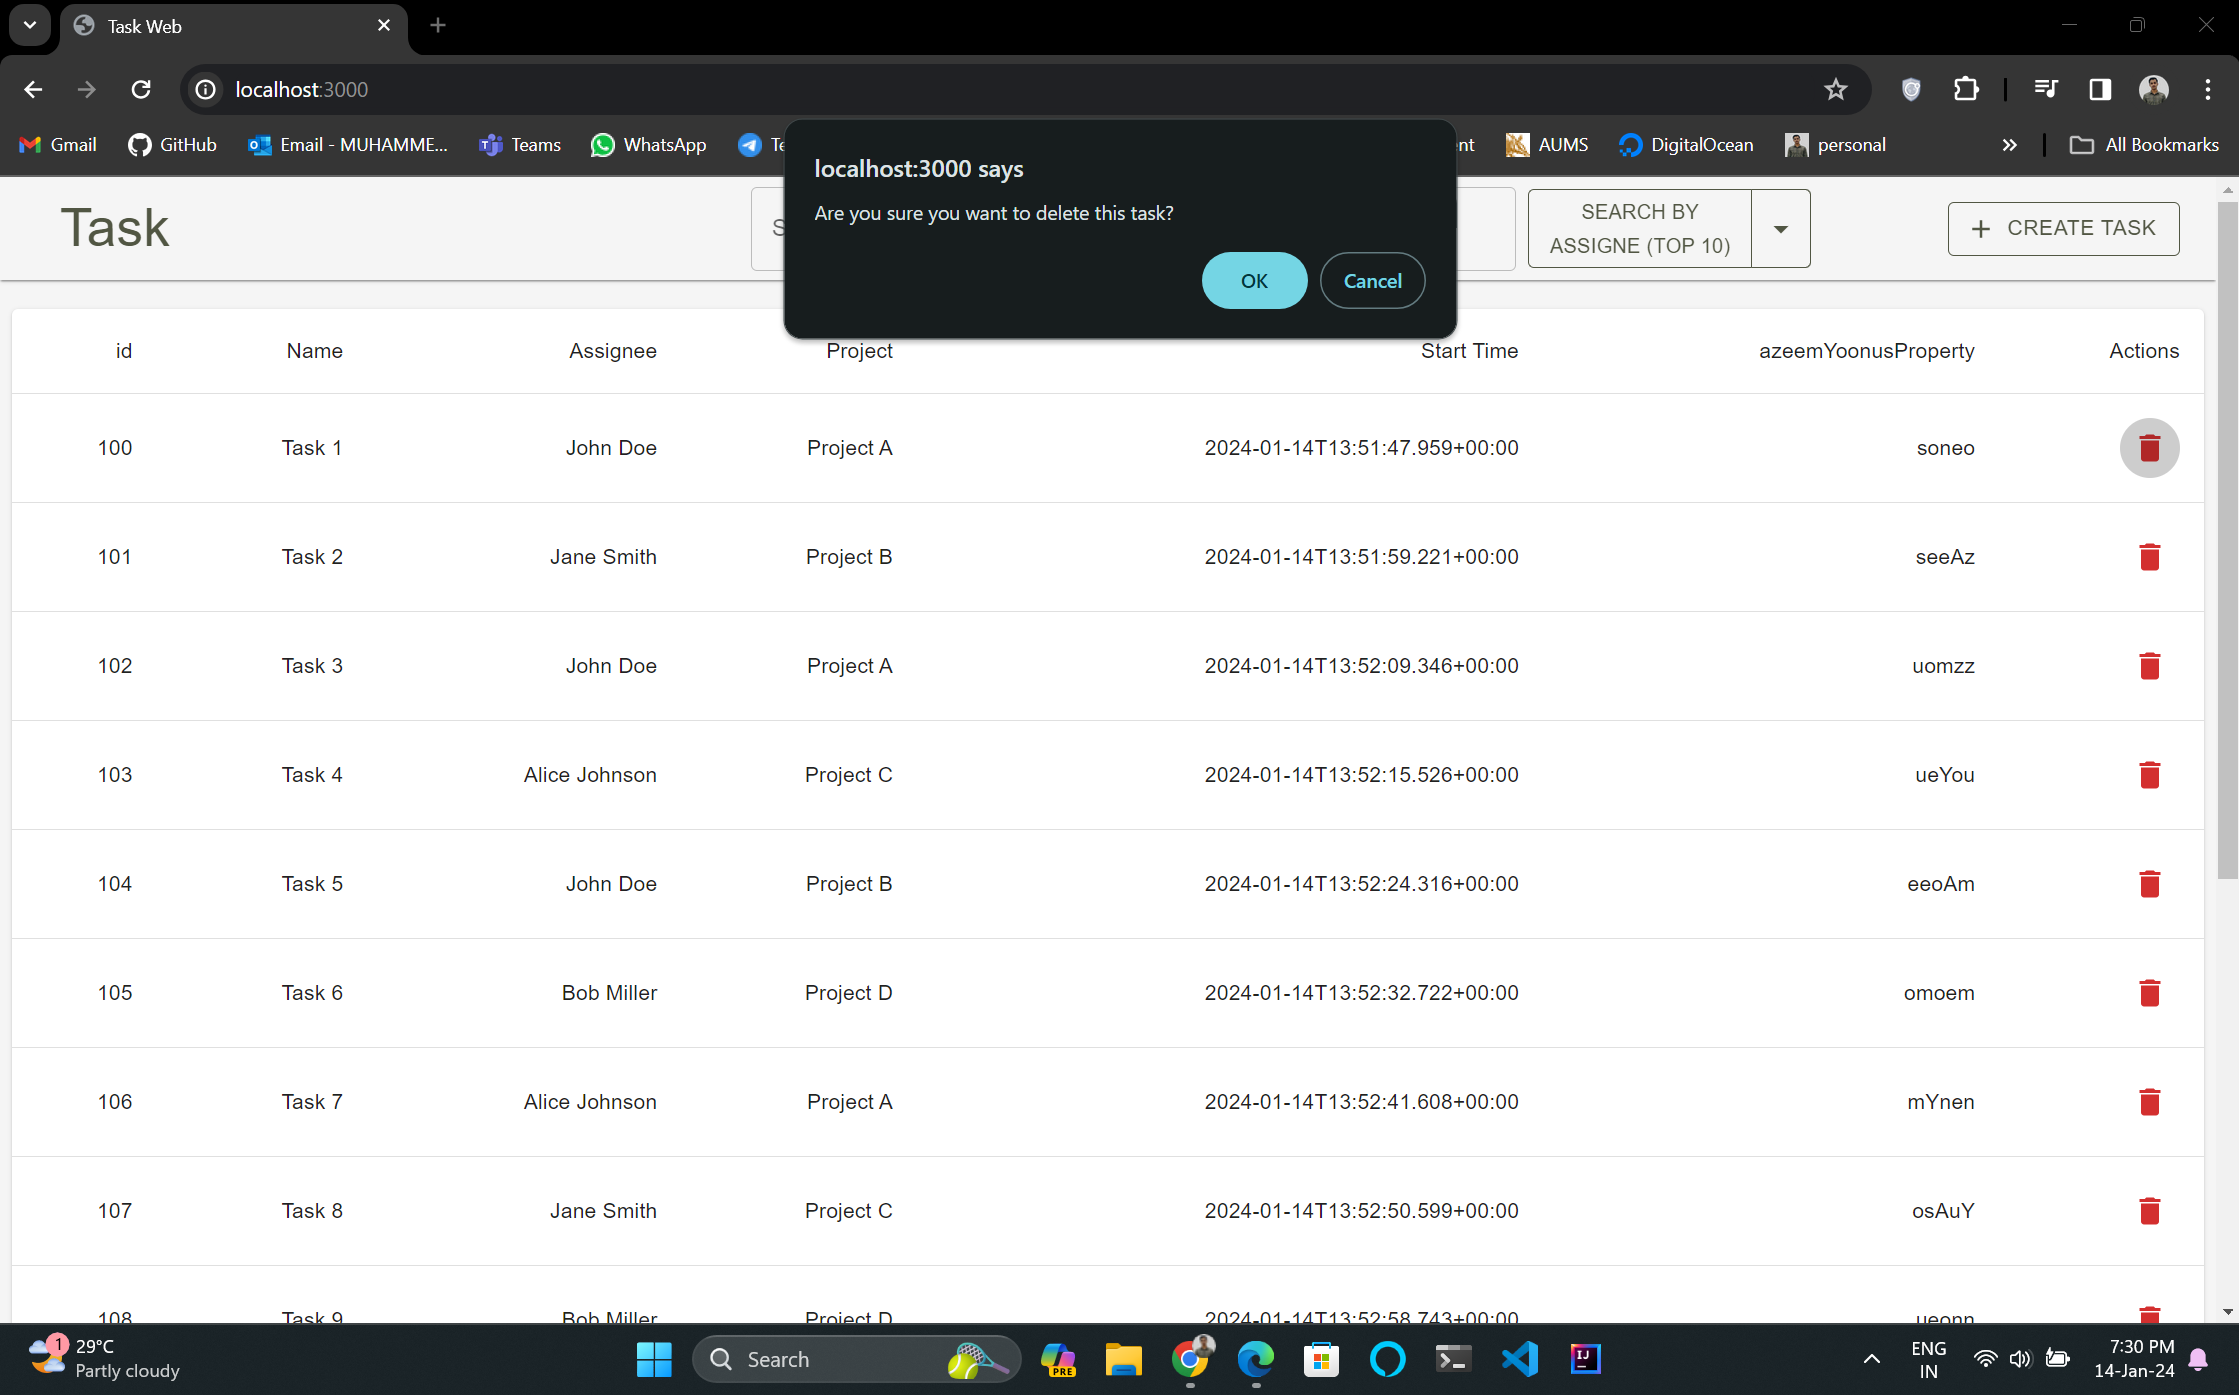 Task Web
localhost:3000
Gmail
GitHub
Email - MUHAMME...
Teams
WhatsApp
AUMS
DigitalOcean
personal
All Bookmarks
localhost:3000 says
Are you sure you want to delete this task?
OK
Cancel
Task
SEARCH BY
ASSIGNE (TOP 10)
+ CREATE TASK
id Name Assignee Project Start Time azeemYoonusProperty Actions
100 Task 1 John Doe Project A 2024-01-14T13:51:47.959+00:00 soneo
101 Task 2 Jane Smith Project B 2024-01-14T13:51:59.221+00:00 seeAz
102 Task 3 John Doe Project A 2024-01-14T13:52:09.346+00:00 uomzz
103 Task 4 Alice Johnson Project C 2024-01-14T13:52:15.526+00:00 ueYou
104 Task 5 John Doe Project B 2024-01-14T13:52:24.316+00:00 eeoAm
105 Task 6 Bob Miller Project D 2024-01-14T13:52:32.722+00:00 omoem
106 Task 7 Alice Johnson Project A 2024-01-14T13:52:41.608+00:00 mYnen
107 Task 8 Jane Smith Project C 2024-01-14T13:52:50.599+00:00 osAuY
108 Task 9 Bob Miller Project D 2024-01-14T13:52:58.743+00:00 ueonn
1
29°C
Partly cloudy
Search
PRE
IJ
ENG
IN
7:30 PM
14-Jan-24